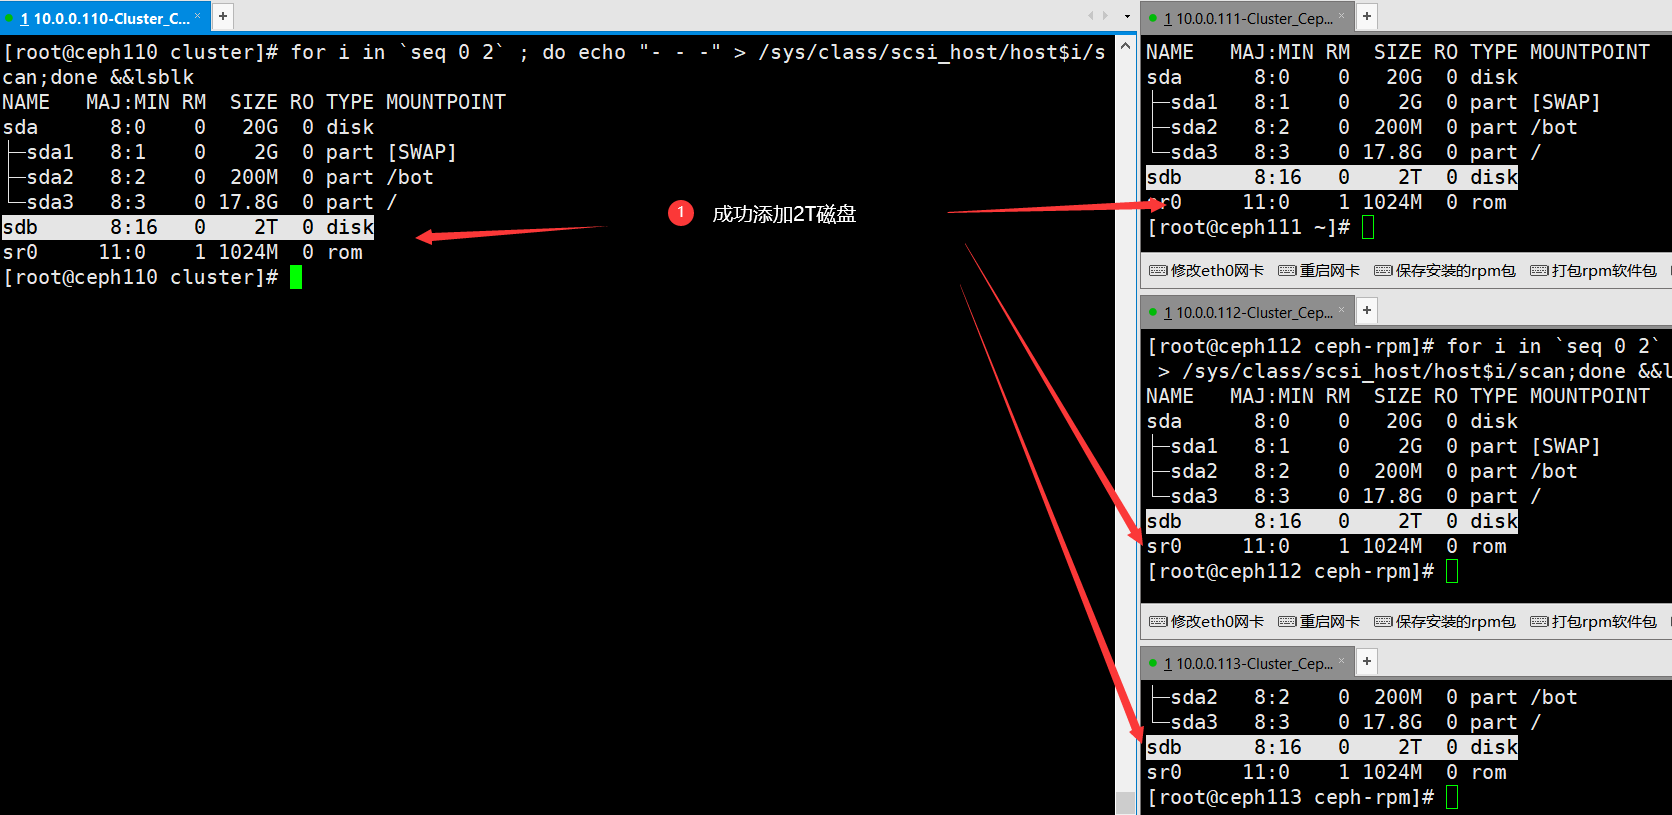 1 10.0.0.110-Cluster_C... × +
[root@ceph110 cluster]# for i in `seq 0 2` ; do echo "- - -" > /sys/class/scsi_host/host$i/s
can;done &&lsblk
NAME   MAJ:MIN RM  SIZE RO TYPE MOUNTPOINT
sda      8:0    0   20G  0 disk
├─sda1   8:1    0    2G  0 part [SWAP]
├─sda2   8:2    0  200M  0 part /bot
└─sda3   8:3    0 17.8G  0 part /
sdb      8:16   0    2T  0 disk
sr0     11:0    1 1024M  0 rom
[root@ceph110 cluster]#
1 成功添加2T磁盘
1 10.0.0.111-Cluster_Cep... × +
NAME   MAJ:MIN RM  SIZE RO TYPE MOUNTPOINT
sda      8:0    0   20G  0 disk
├─sda1   8:1    0    2G  0 part [SWAP]
├─sda2   8:2    0  200M  0 part /bot
└─sda3   8:3    0 17.8G  0 part /
sdb      8:16   0    2T  0 disk
sr0     11:0    1 1024M  0 rom
[root@ceph111 ~]#
修改eth0网卡 重启网卡 保存安装的rpm包 打包rpm软件包
1 10.0.0.112-Cluster_Cep... × +
[root@ceph112 ceph-rpm]# for i in `seq 0 2`
 > /sys/class/scsi_host/host$i/scan;done &&l
NAME   MAJ:MIN RM  SIZE RO TYPE MOUNTPOINT
sda      8:0    0   20G  0 disk
├─sda1   8:1    0    2G  0 part [SWAP]
├─sda2   8:2    0  200M  0 part /bot
└─sda3   8:3    0 17.8G  0 part /
sdb      8:16   0    2T  0 disk
sr0     11:0    1 1024M  0 rom
[root@ceph112 ceph-rpm]#
修改eth0网卡 重启网卡 保存安装的rpm包 打包rpm软件包
1 10.0.0.113-Cluster_Cep... × +
├─sda2   8:2    0  200M  0 part /bot
└─sda3   8:3    0 17.8G  0 part /
sdb      8:16   0    2T  0 disk
sr0     11:0    1 1024M  0 rom
[root@ceph113 ceph-rpm]#